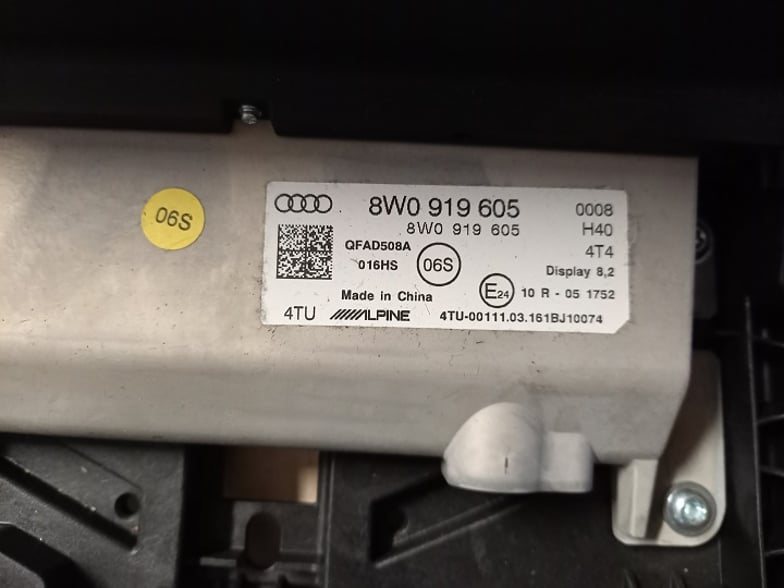 06S
8W0 919 605 0008
8W0 919 605 H40
QFAD508A 4T4
016HS 06S Display 8,2
Made in China E24 10 R - 05 1752
4TU ALPINE 4TU-00111.03.161BJ10074